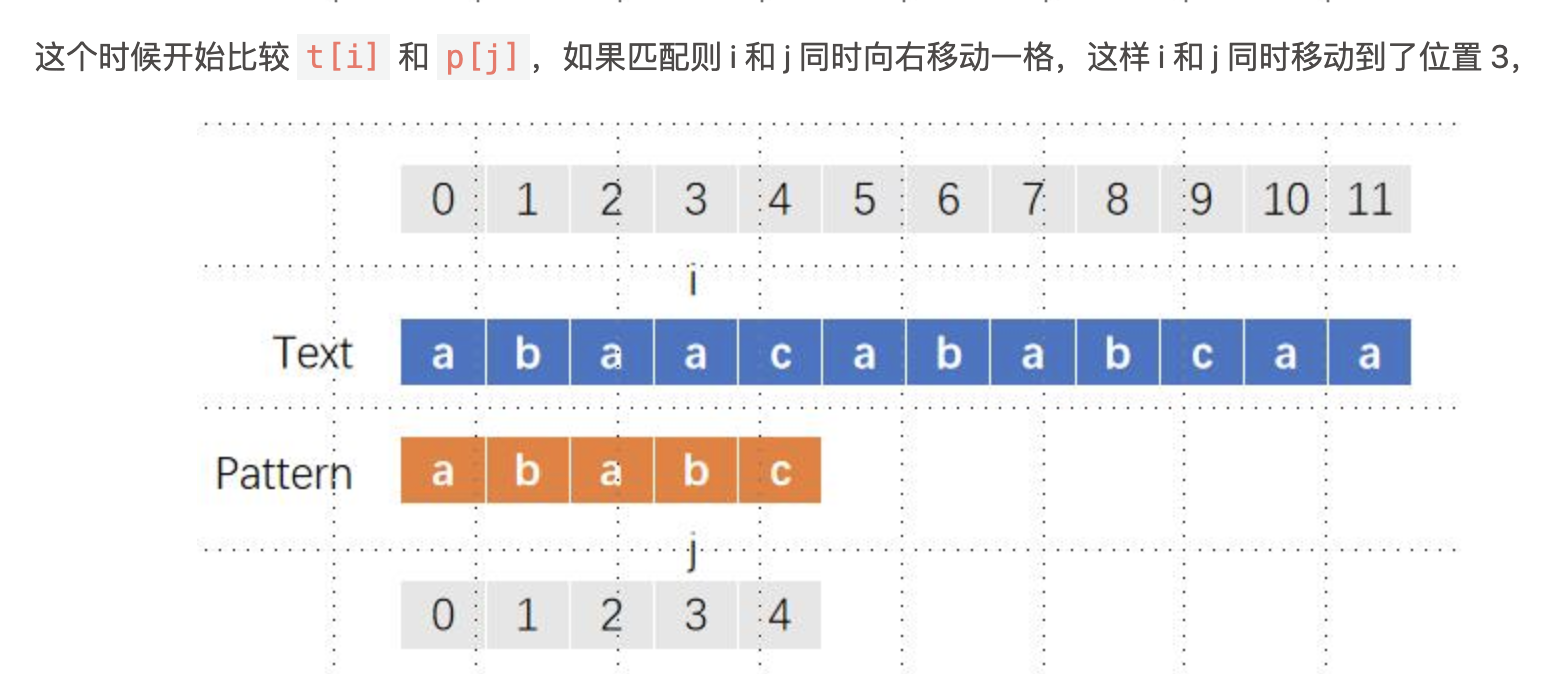 这个时候开始比较 t[i] 和 p[j]，如果匹配则 i 和 j 同时向右移动一格，这样 i 和 j 同时移动到了位置 3，
0 1 2 3 4 5 6 7 8 9 10 11
i
Text a b a a c a b a b c a a
Pattern a b a b c
j
0 1 2 3 4